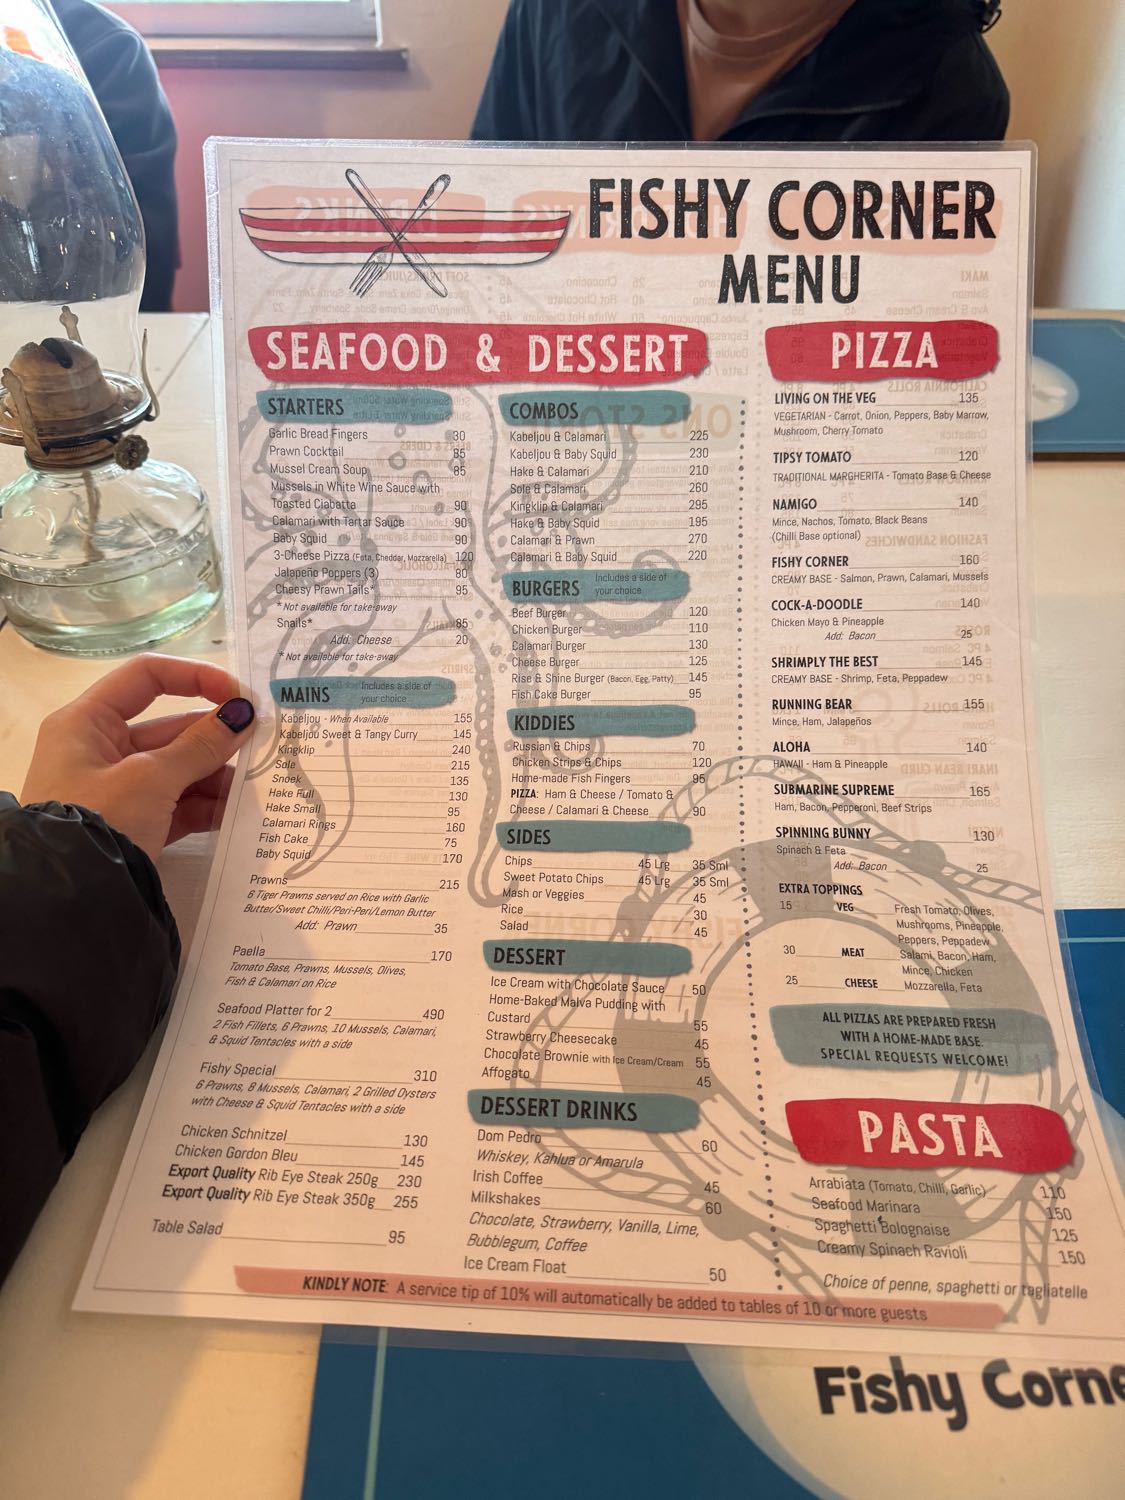 FISHY CORNER
MENU
SEAFOOD & DESSERT
STARTERS
Garlic Bread Fingers 30
Prawn Cocktail 85
Mussel Cream Soup 85
Mussels in White Wine Sauce with
Toasted Ciabatta 90
Calamari with Tartar Sauce 90
Baby Squid 90
3-Cheese Pizza (Feta, Cheddar, Mozzarella) 120
Jalapeño Poppers (3) 80
Cheesy Prawn Tails* 95
*Not available for take-away
Snails* 85
Add: Cheese 20
*Not available for take-away
MAINS Includes a side of
your choice
Kabeljou - When Available 155
Kabeljou Sweet & Tangy Curry 145
Kingklip 240
Sole 215
Snoek 135
Hake Full 130
Hake Small 95
Calamari Rings 160
Fish Cake 75
Baby Squid 170
Prawns 215
6 Tiger Prawns served on Rice with Garlic
Butter/Sweet Chilli/Peri-Peri/Lemon Butter
Add: Prawn 35
Paella 170
Tomato Base, Prawns, Mussels, Olives,
Fish & Calamari on Rice
Seafood Platter for 2 490
2 Fish Fillets, 6 Prawns, 10 Mussels, Calamari,
& Squid Tentacles with a side
Fishy Special 310
6 Prawns, 8 Mussels, Calamari, 2 Grilled Oysters
with Cheese & Squid Tentacles with a side
Chicken Schnitzel 130
Chicken Gordon Bleu 145
Export Quality Rib Eye Steak 250g 230
Export Quality Rib Eye Steak 350g 255
Table Salad 95
COMBOS
Kabeljou & Calamari 225
Kabeljou & Baby Squid 230
Hake & Calamari 210
Sole & Calamari 260
Kingklip & Calamari 295
Hake & Baby Squid 195
Calamari & Prawn 270
Calamari & Baby Squid 220
BURGERS Includes a side of
your choice
Beef Burger 120
Chicken Burger 110
Calamari Burger 130
Cheese Burger 125
Rise & Shine Burger (Bacon, Egg, Patty) 145
Fish Cake Burger 95
KIDDIES
Russian & Chips 70
Chicken Strips & Chips 120
Home-made Fish Fingers 95
PIZZA: Ham & Cheese / Tomato &
Cheese / Calamari & Cheese 90
SIDES
Chips 45 Lrg 35 Sml
Sweet Potato Chips 45 Lrg 35 Sml
Mash or Veggies 45
Rice 30
Salad 45
DESSERT
Ice Cream with Chocolate Sauce 50
Home-Baked Malva Pudding with
Custard 55
Strawberry Cheesecake 45
Chocolate Brownie with Ice Cream/Cream 55
Affogato 45
DESSERT DRINKS
Dom Pedro 60
Whiskey, Kahlua or Amarula
Irish Coffee 45
Milkshakes 60
Chocolate, Strawberry, Vanilla, Lime,
Bubblegum, Coffee
Ice Cream Float 50
PIZZA
LIVING ON THE VEG 135
VEGETARIAN - Carrot, Onion, Peppers, Baby Marrow,
Mushroom, Cherry Tomato
TIPSY TOMATO 120
TRADITIONAL MARGHERITA - Tomato Base & Cheese
NAMIGO 140
Mince, Nachos, Tomato, Black Beans
(Chilli Base optional)
FISHY CORNER 160
CREAMY BASE - Salmon, Prawn, Calamari, Mussels
COCK-A-DOODLE 140
Chicken Mayo & Pineapple
Add: Bacon 25
SHRIMPLY THE BEST 145
CREAMY BASE - Shrimp, Feta, Peppadew
RUNNING BEAR 155
Mince, Ham, Jalapeños
ALOHA 140
HAWAII - Ham & Pineapple
SUBMARINE SUPREME 165
Ham, Bacon, Pepperoni, Beef Strips
SPINNING BUNNY 130
Spinach & Feta
Add: Bacon 25
EXTRA TOPPINGS
15 VEG Fresh Tomato, Olives,
Mushrooms, Pineapple,
Peppers, Peppadew
30 MEAT Salami, Bacon, Ham,
Mince, Chicken
25 CHEESE Mozzarella, Feta
ALL PIZZAS ARE PREPARED FRESH
WITH A HOME-MADE BASE.
SPECIAL REQUESTS WELCOME!
PASTA
Arrabiata (Tomato, Chilli, Garlic) 110
Seafood Marinara 150
Spaghetti Bolognaise 125
Creamy Spinach Ravioli 150
Choice of penne, spaghetti or tagliatelle
KINDLY NOTE: A service tip of 10% will automatically be added to tables of 10 or more guests
Fishy Corne